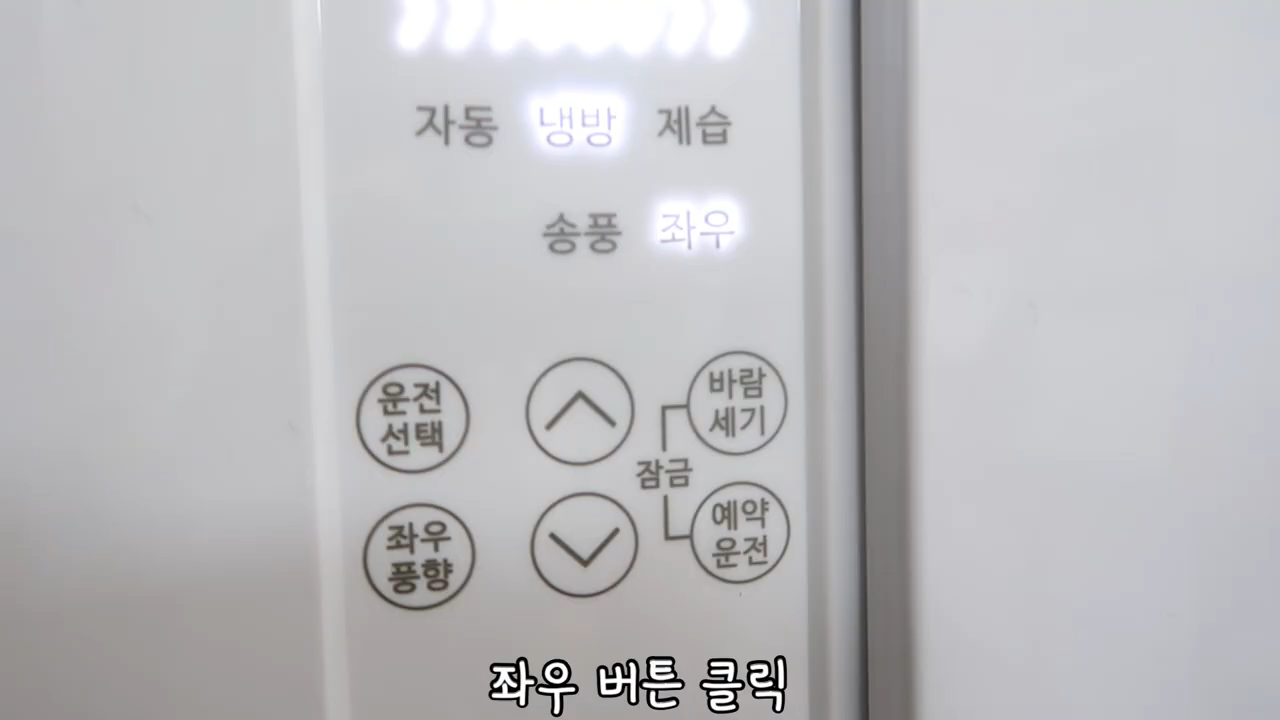 자동 냉방 제습
송풍 좌우
운전
선택
바람
세기
잠금
좌우
풍향
예약
운전
좌우 버튼 클릭